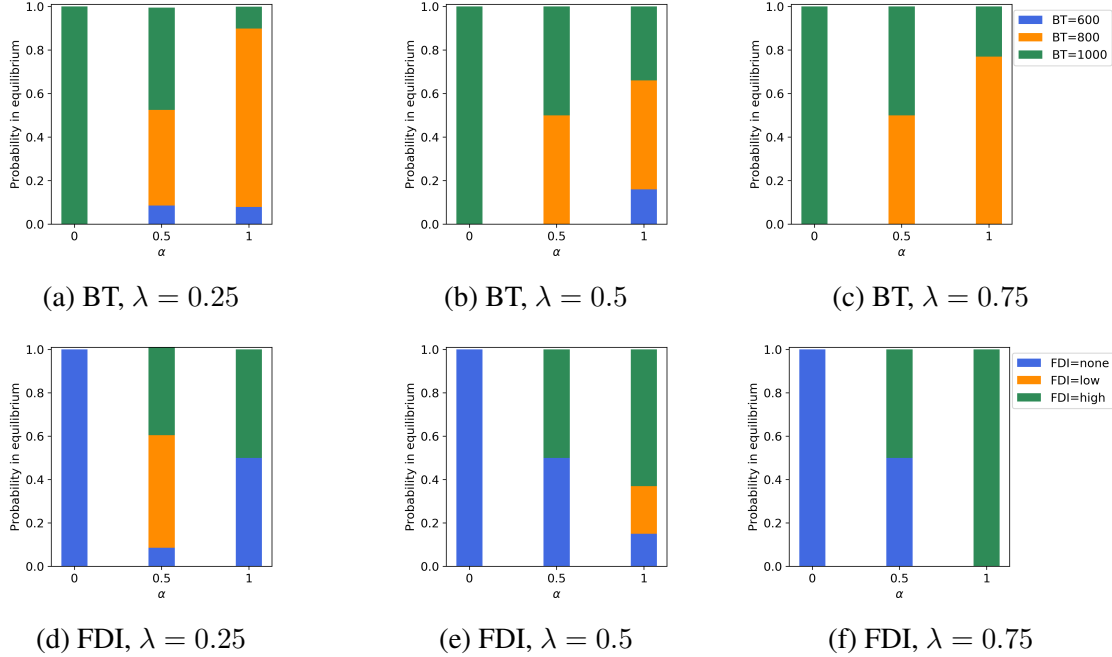 Probability in equilibrium
1.0
0.8
0.6
0.4
0.2
0.0
0
0.5
1
α
(a) BT, λ = 0.25
Probability in equilibrium
1.0
0.8
0.6
0.4
0.2
0.0
0
0.5
1
α
(b) BT, λ = 0.5
Probability in equilibrium
1.0
0.8
0.6
0.4
0.2
0.0
0
0.5
1
α
BT=600
BT=800
BT=1000
(c) BT, λ = 0.75
Probability in equilibrium
1.0
0.8
0.6
0.4
0.2
0.0
0
0.5
1
α
(d) FDI, λ = 0.25
Probability in equilibrium
1.0
0.8
0.6
0.4
0.2
0.0
0
0.5
1
α
(e) FDI, λ = 0.5
Probability in equilibrium
1.0
0.8
0.6
0.4
0.2
0.0
0
0.5
1
α
FDI=none
FDI=low
FDI=high
(f) FDI, λ = 0.75